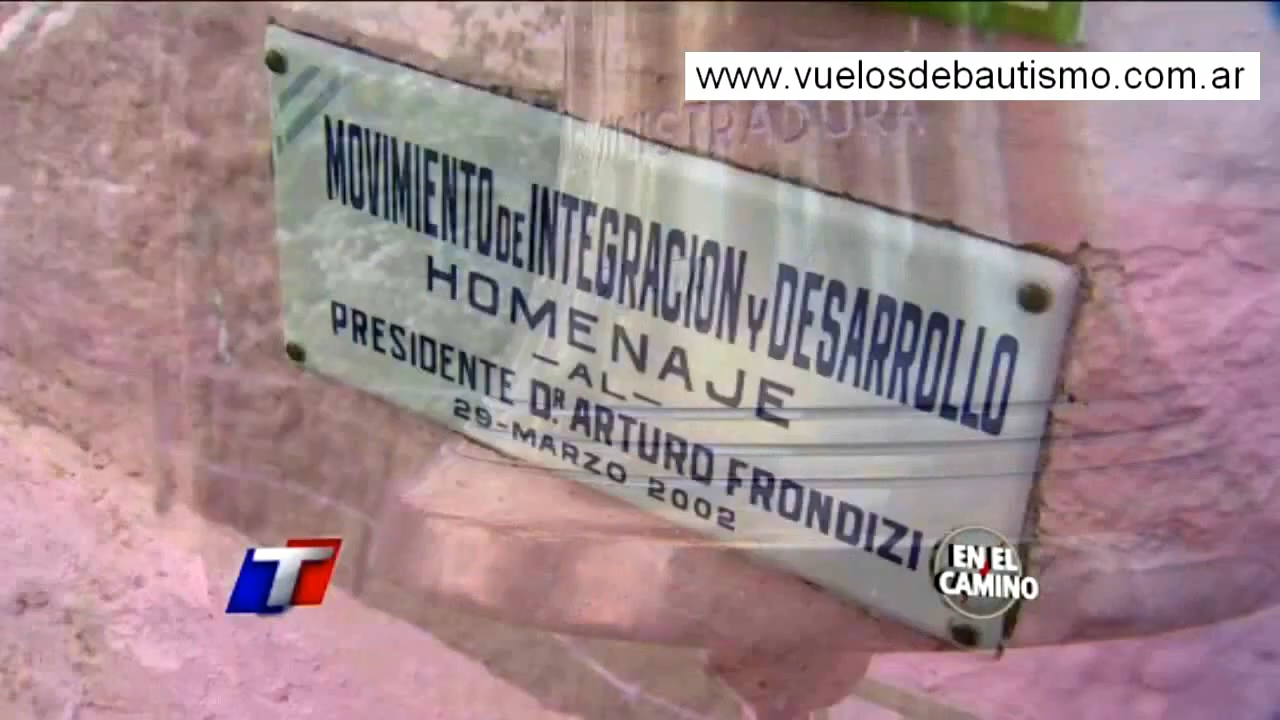 www.vuelosdebautismo.com.ar
NISTRADORA
MOVIMIENTO DE INTEGRACION Y DESARROLLO
HOMENAJE
-AL-
PRESIDENTE DR. ARTURO FRONDIZI
29-MARZO 2002
T
EN EL
CAMINO